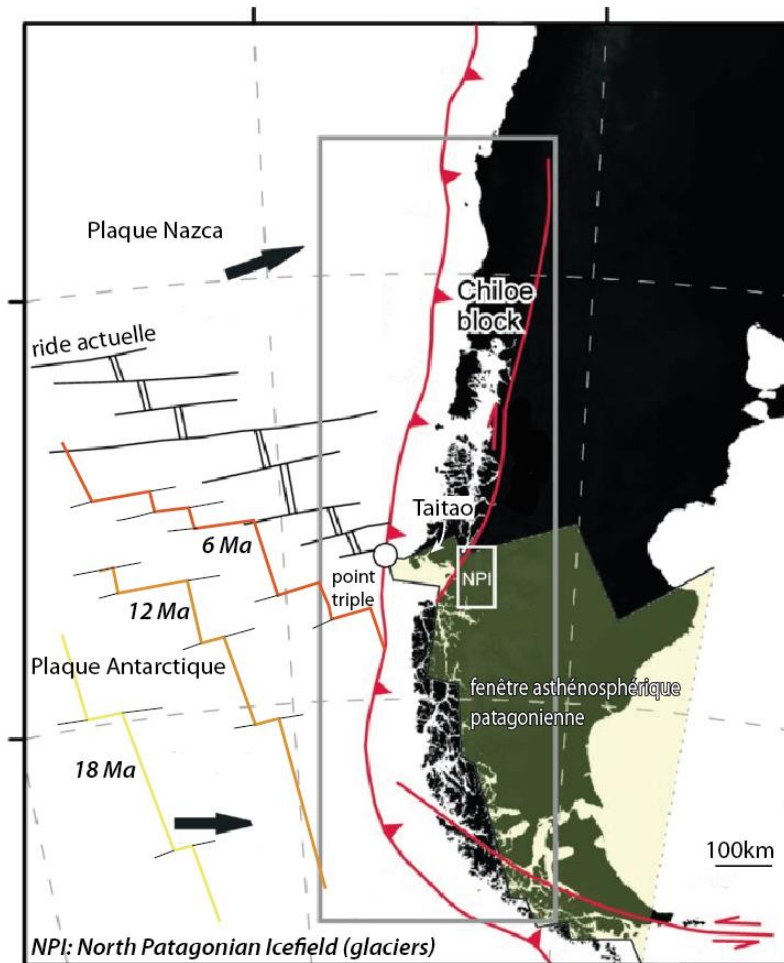 Plaque Nazca
Chiloe
block
ride actuelle
Taitao
6 Ma
point
triple
NPI
12 Ma
Plaque Antarctique
fenêtre asthénosphérique
patagonienne
18 Ma
100km
NPI: North Patagonian Icefield (glaciers)